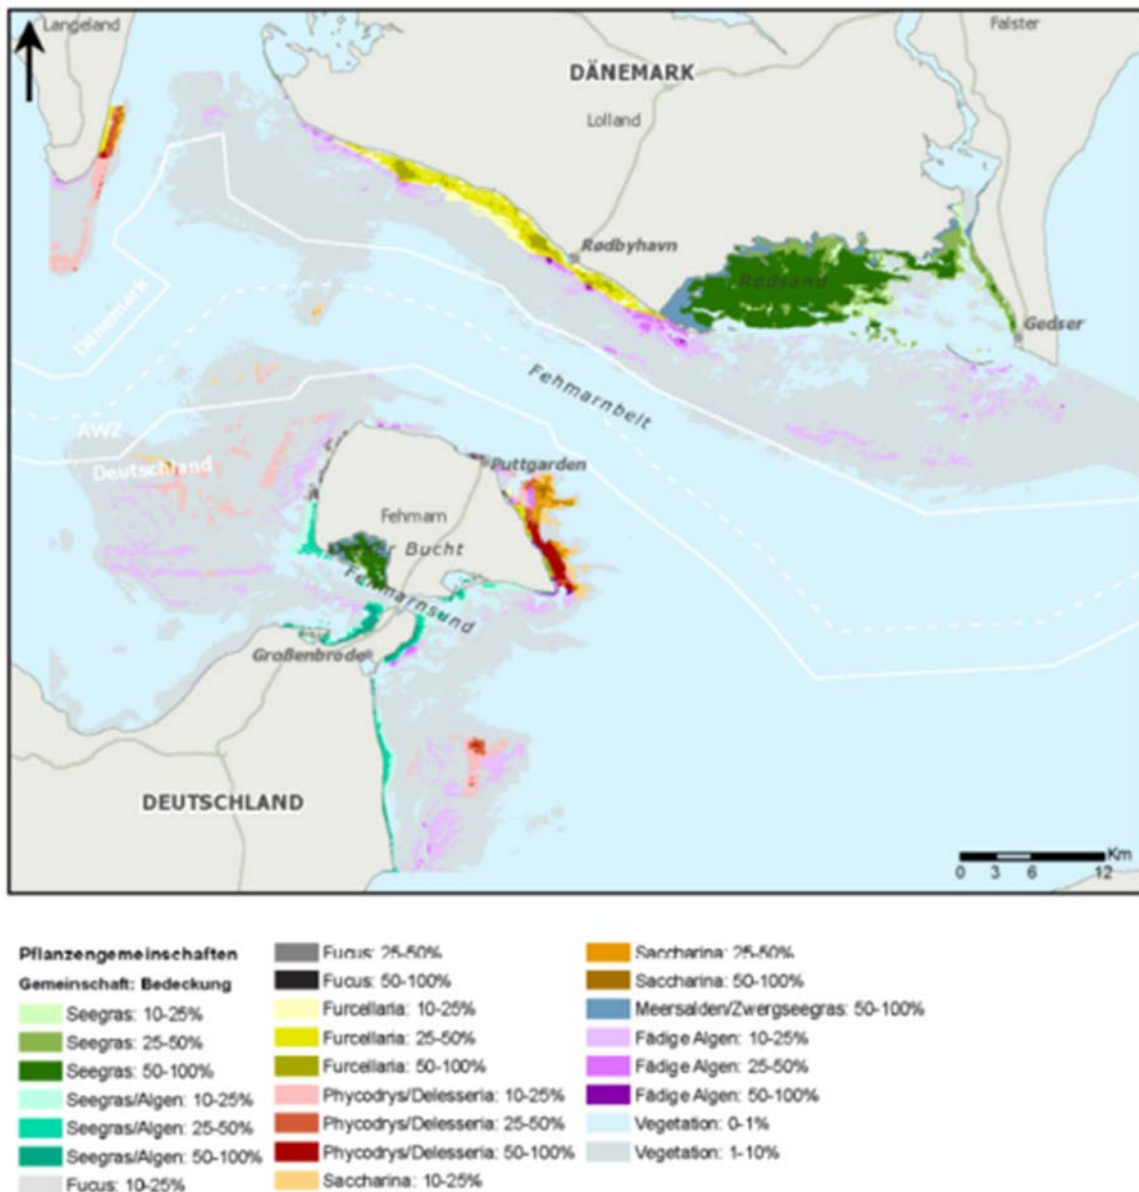 Langeland
Falster
DÄNEMARK
Lolland
Rødbyhavn
Rødsand
Gedser
Dänemark
Fehmarnbelt
AWZ
Deutschland
Puttgarden
Fehmarn
Bucht
Fehmarnsund
Großenbrode
DEUTSCHLAND
Km
0 3 6 12
Pflanzengemeinschaften
Gemeinschaft: Bedeckung
Seegras: 10-25%
Seegras: 25-50%
Seegras: 50-100%
Seegras/Algen: 10-25%
Seegras/Algen: 25-50%
Seegras/Algen: 50-100%
Fucus: 10-25%
Fucus: 25-50%
Fucus: 50-100%
Furcellaria: 10-25%
Furcellaria: 25-50%
Furcellaria: 50-100%
Phycodrys/Delesseria: 10-25%
Phycodrys/Delesseria: 25-50%
Phycodrys/Delesseria: 50-100%
Saccharina: 10-25%
Saccharina: 25-50%
Saccharina: 50-100%
Meersalden/Zwergseegras: 50-100%
Fädige Algen: 10-25%
Fädige Algen: 25-50%
Fädige Algen: 50-100%
Vegetation: 0-1%
Vegetation: 1-10%